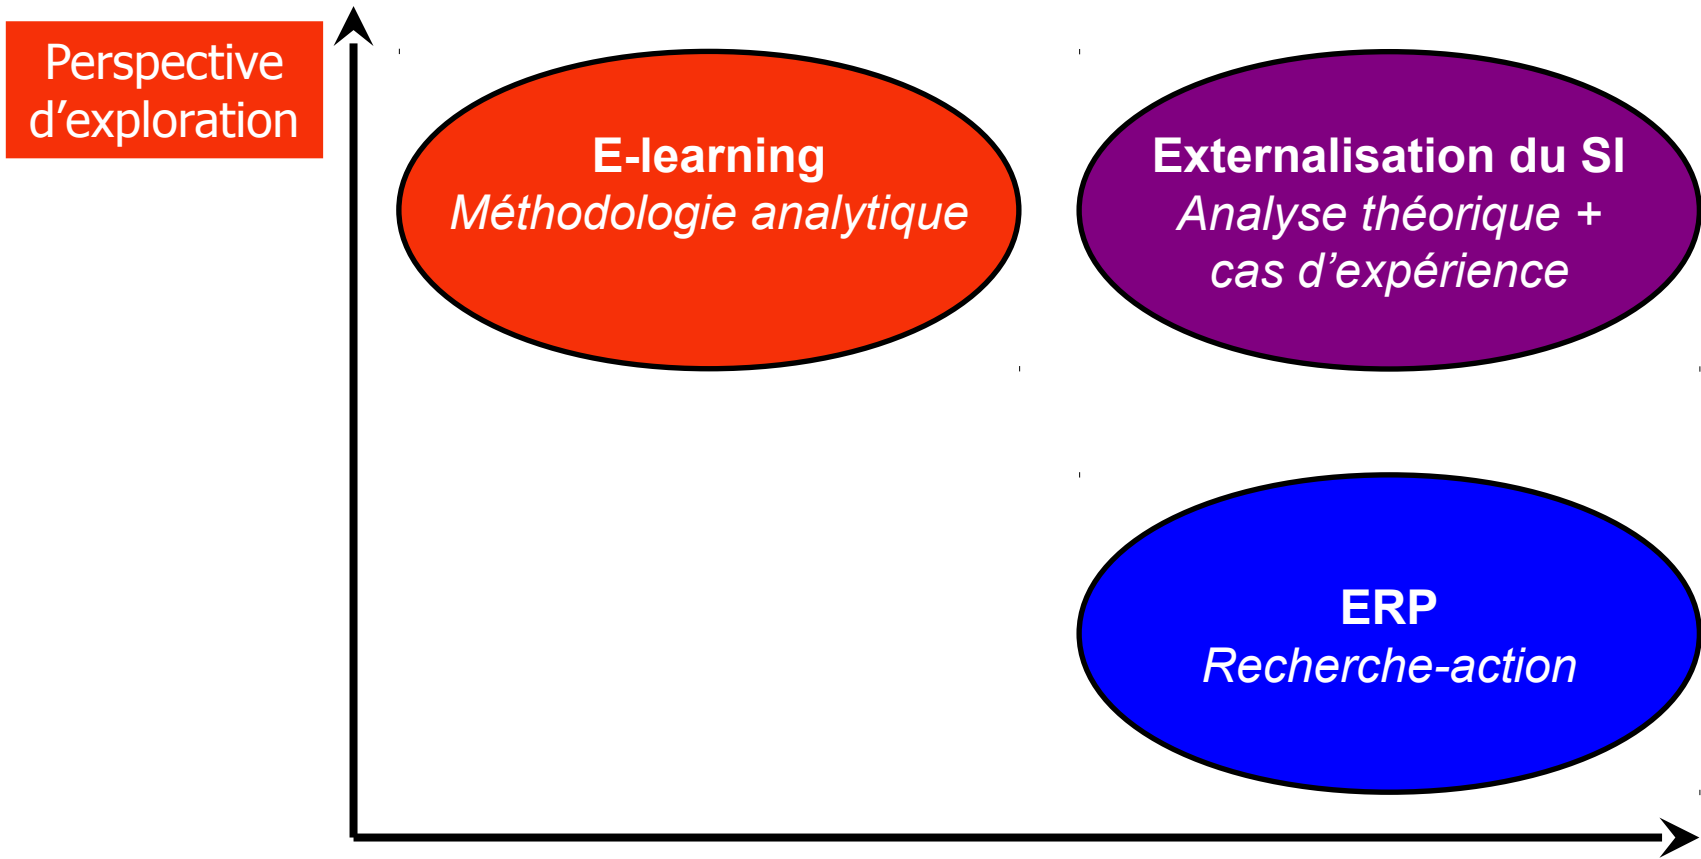 Perspective
d’exploration
E-learning
Méthodologie analytique
Externalisation du SI
Analyse théorique +
cas d’expérience
ERP
Recherche-action